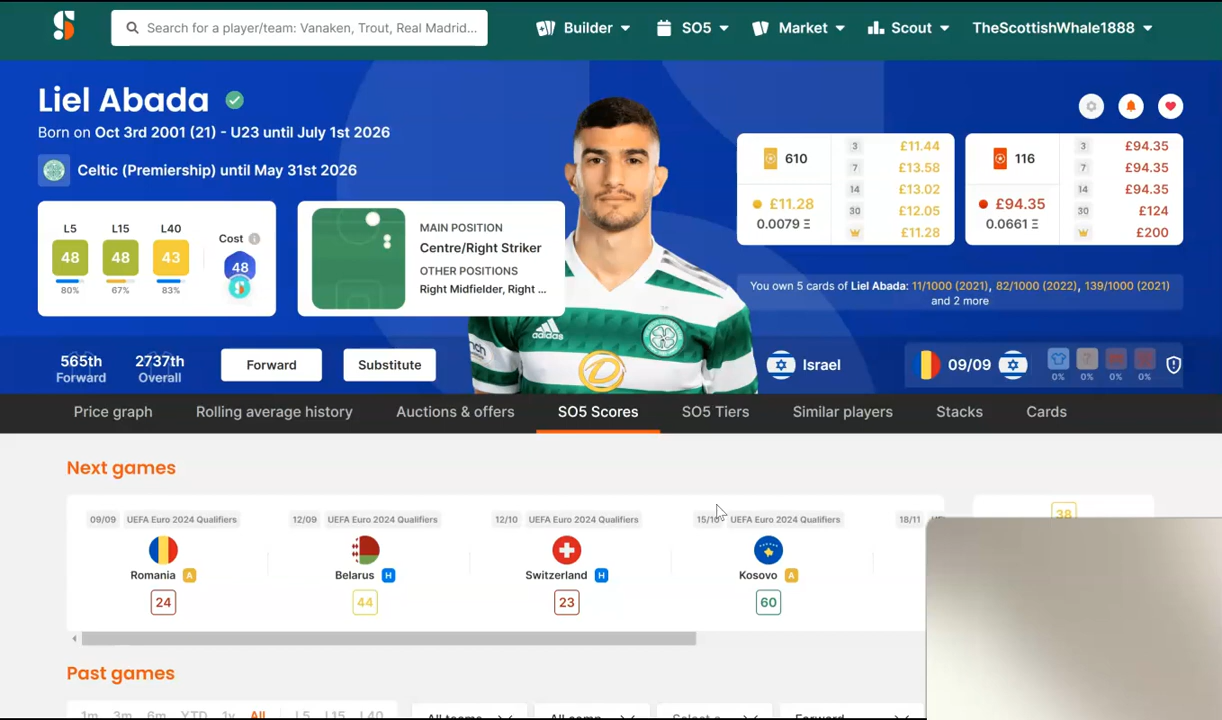 Search for a player/team: Vanaken, Trout, Real Madrid...
Builder
SO5
Market
Scout
TheScottishWhale1888
Liel Abada
Born on Oct 3rd 2001 (21) - U23 until July 1st 2026
Celtic (Premiership) until May 31st 2026
L5 L15 L40
48 48 43
80% 67% 83%
Cost
48
MAIN POSITION
Centre/Right Striker
OTHER POSITIONS
Right Midfielder, Right ...
610
£11.28
0.0079 Ξ
3 £11.44
7 £13.58
14 £13.02
30 £12.05
£11.28
116
£94.35
0.0661 Ξ
3 £94.35
7 £94.35
14 £94.35
30 £124
£200
You own 5 cards of Liel Abada: 11/1000 (2021), 82/1000 (2022), 139/1000 (2021)
and 2 more
565th
Forward
2737th
Overall
Forward
Substitute
adidas
Israel
09/09
0% 0% 0% 0%
Price graph
Rolling average history
Auctions & offers
SO5 Scores
SO5 Tiers
Similar players
Stacks
Cards
Next games
09/09 UEFA Euro 2024 Qualifiers
Romania A
24
12/09 UEFA Euro 2024 Qualifiers
Belarus H
44
12/10 UEFA Euro 2024 Qualifiers
Switzerland H
23
15/10 UEFA Euro 2024 Qualifiers
Kosovo A
60
18/11
38
Past games
1m 3m 6m YTD 1y All
L5 L15 L40
All teams
All comp
Select
Forward